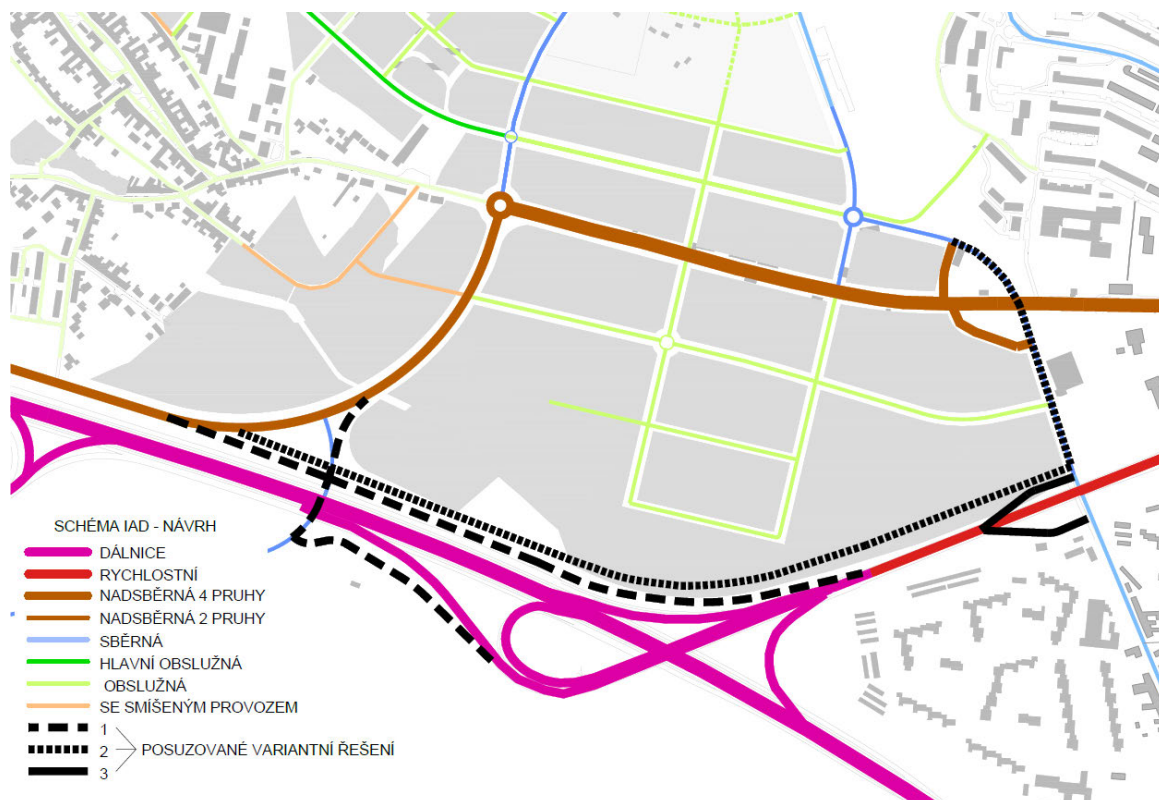 SCHÉMA IAD - NÁVRH
DÁLNICE
RYCHLOSTNÍ
NADSBĚRNÁ 4 PRUHY
NADSBĚRNÁ 2 PRUHY
SBĚRNÁ
HLAVNÍ OBSLUŽNÁ
OBSLUŽNÁ
SE SMÍŠENÝM PROVOZEM
1
2 POSUZOVANÉ VARIANTNÍ ŘEŠENÍ
3